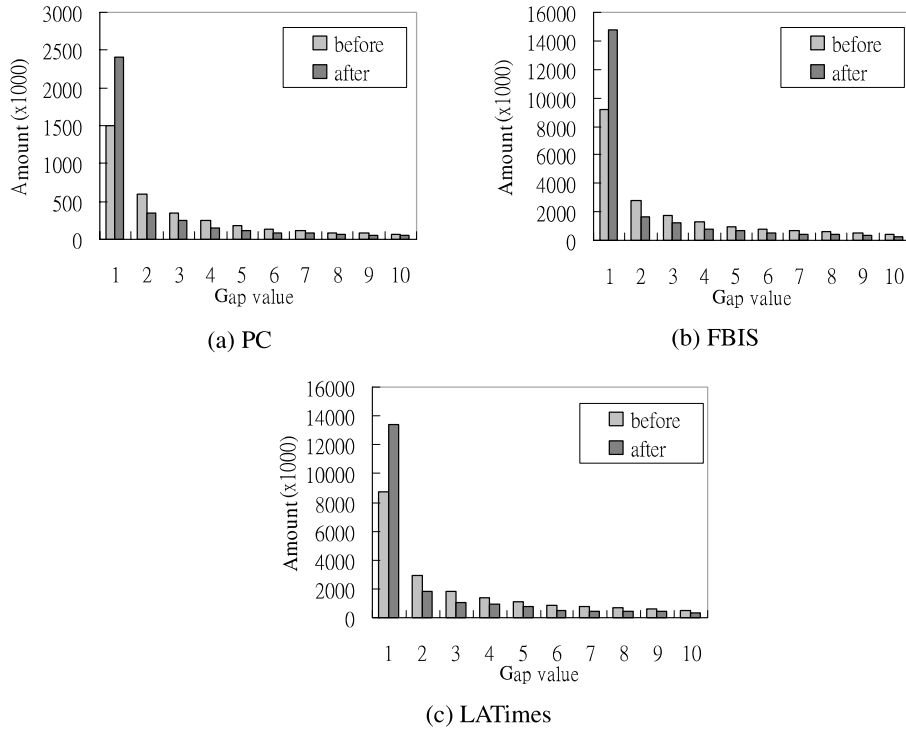 3000
2500
2000
1500
1000
500
0
Amount (x1000)
before
after
1 2 3 4 5 6 7 8 9 10
Gap value
(a) PC
16000
14000
12000
10000
8000
6000
4000
2000
0
Amount (x1000)
before
after
1 2 3 4 5 6 7 8 9 10
Gap value
(b) FBIS
16000
14000
12000
10000
8000
6000
4000
2000
0
Amount (x1000)
before
after
1 2 3 4 5 6 7 8 9 10
Gap value
(c) LATimes